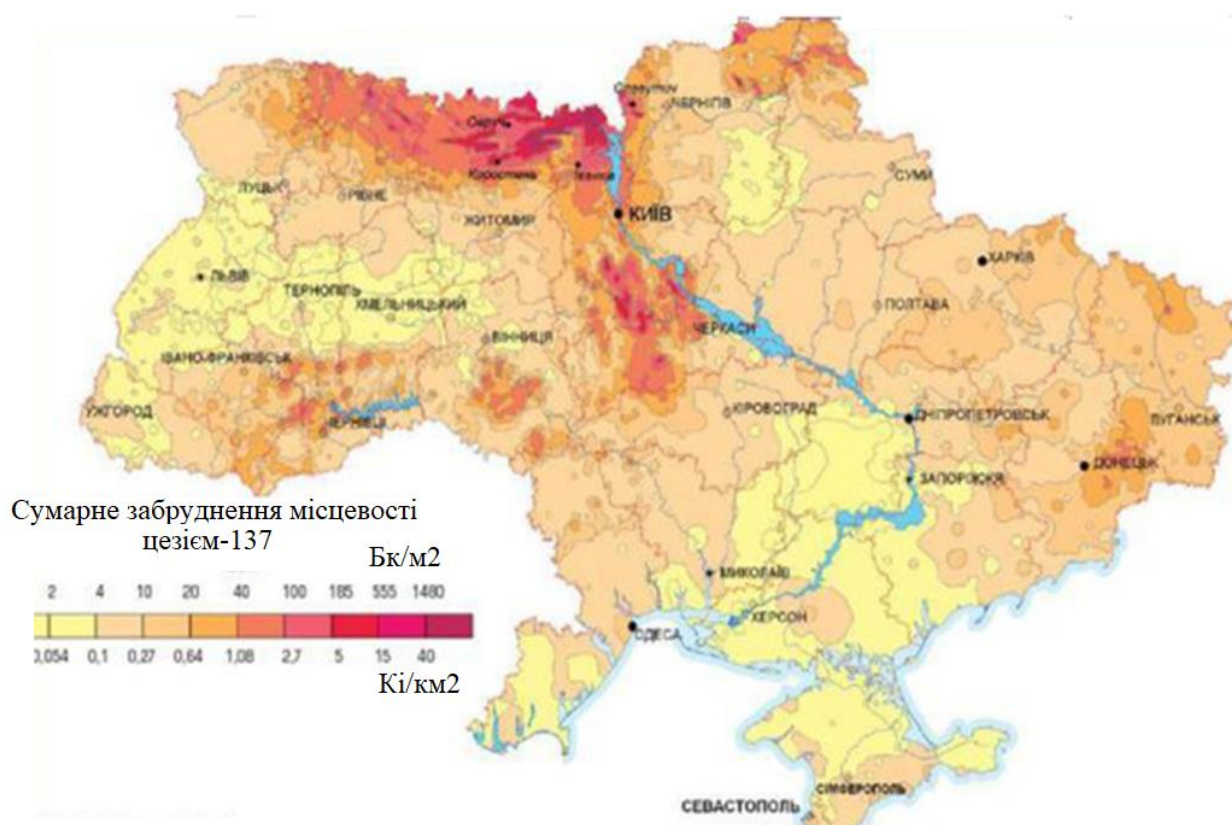 ЧЕРНІГІВ
Овруч
Коростень
СУМИ
ЛУЦЬК
РІВНЕ
КИЇВ
ЖИТОМИР
ХАРКІВ
ЛЬВІВ
ТЕРНОПІЛЬ
ХМЕЛЬНИЦЬКИЙ
ПОЛТАВА
ЧЕРКАСИ
ВІННИЦЯ
ІВАНО-ФРАНКІВСЬК
УЖГОРОД
КІРОВОГРАД
ДНІПРОПЕТРОВСЬК
ЛУГАНСЬК
ЧЕРНІВЦІ
ДОНЕЦЬК
ЗАПОРІЖЖЯ
Сумарне забруднення місцевості
цезієм-137
Бк/м2
2 4 10 20 40 100 185 555 1480
0,054 0,1 0,27 0,64 1,08 2,7 5 15 40
Кі/км2
МИКОЛАЇВ
ХЕРСОН
ОДЕСА
СІМФЕРОПОЛЬ
СЕВАСТОПОЛЬ